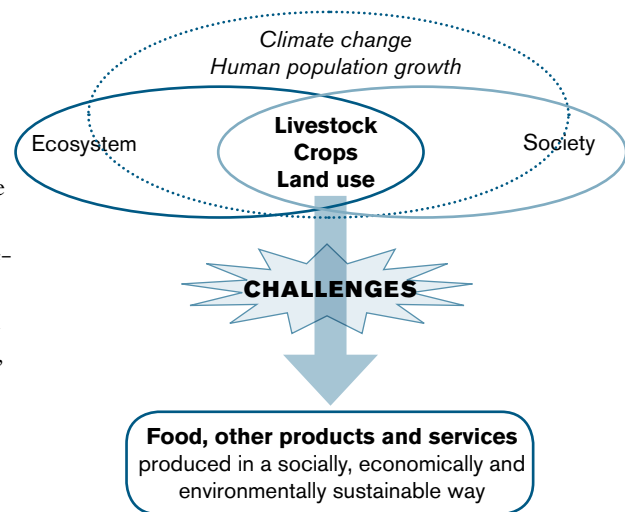 Climate change
Human population growth
Ecosystem
Livestock
Crops
Land use
Society
e
–
,
CHALLENGES
Food, other products and services
produced in a socially, economically and
environmentally sustainable way